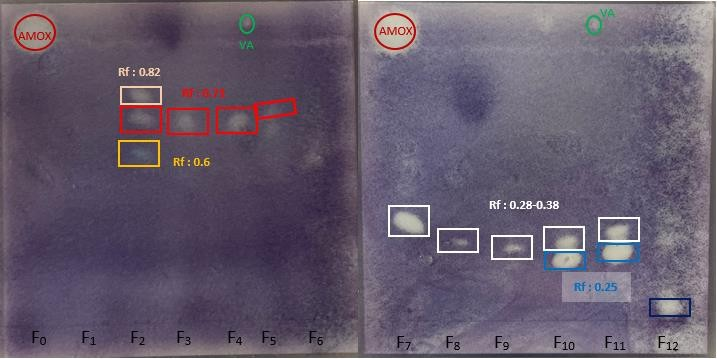 AMOX
VA
Rf : 0.82
Rf : 0.71
Rf : 0.6
F0 F1 F2 F3 F4 F5 F6
AMOX
VA
Rf : 0.28-0.38
Rf : 0.25
F7 F8 F9 F10 F11 F12